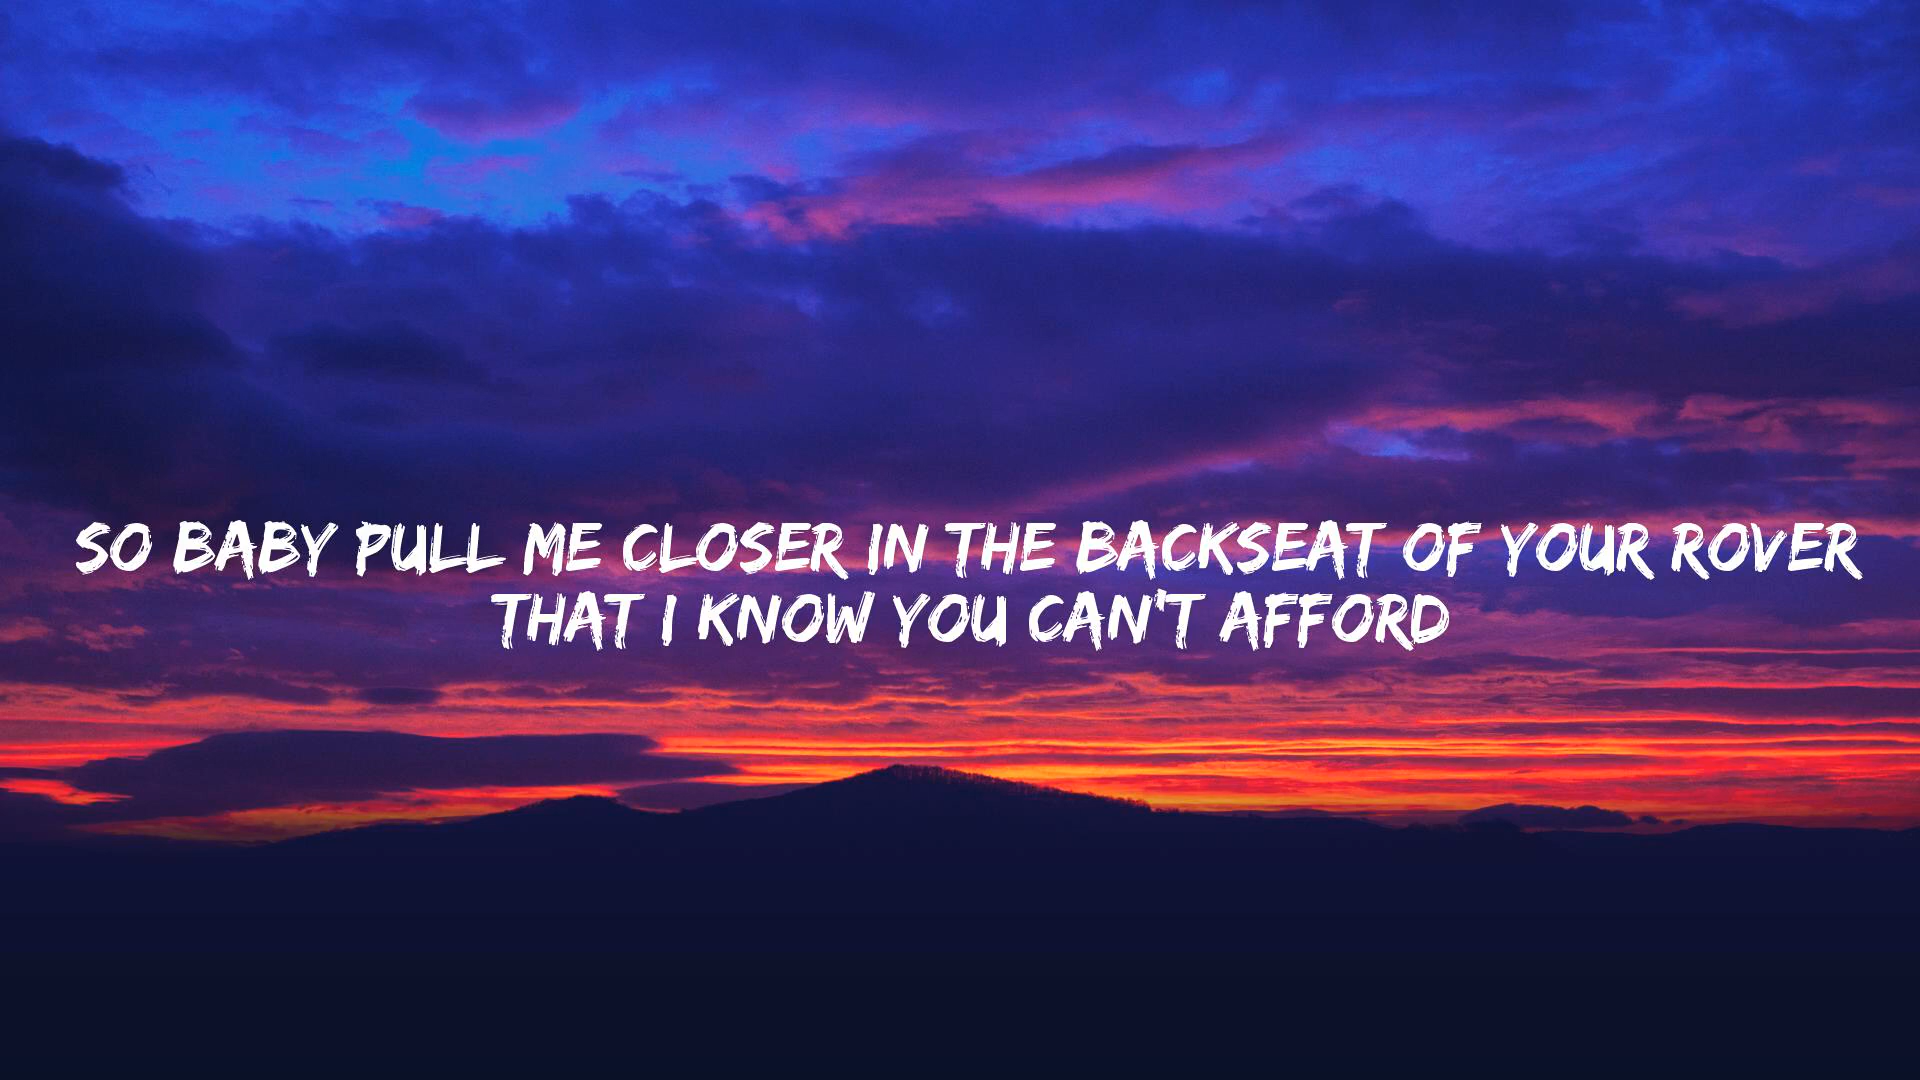 SO BABY PULL ME CLOSER IN THE BACKSEAT OF YOUR ROVER
THAT I KNOW YOU CAN'T AFFORD